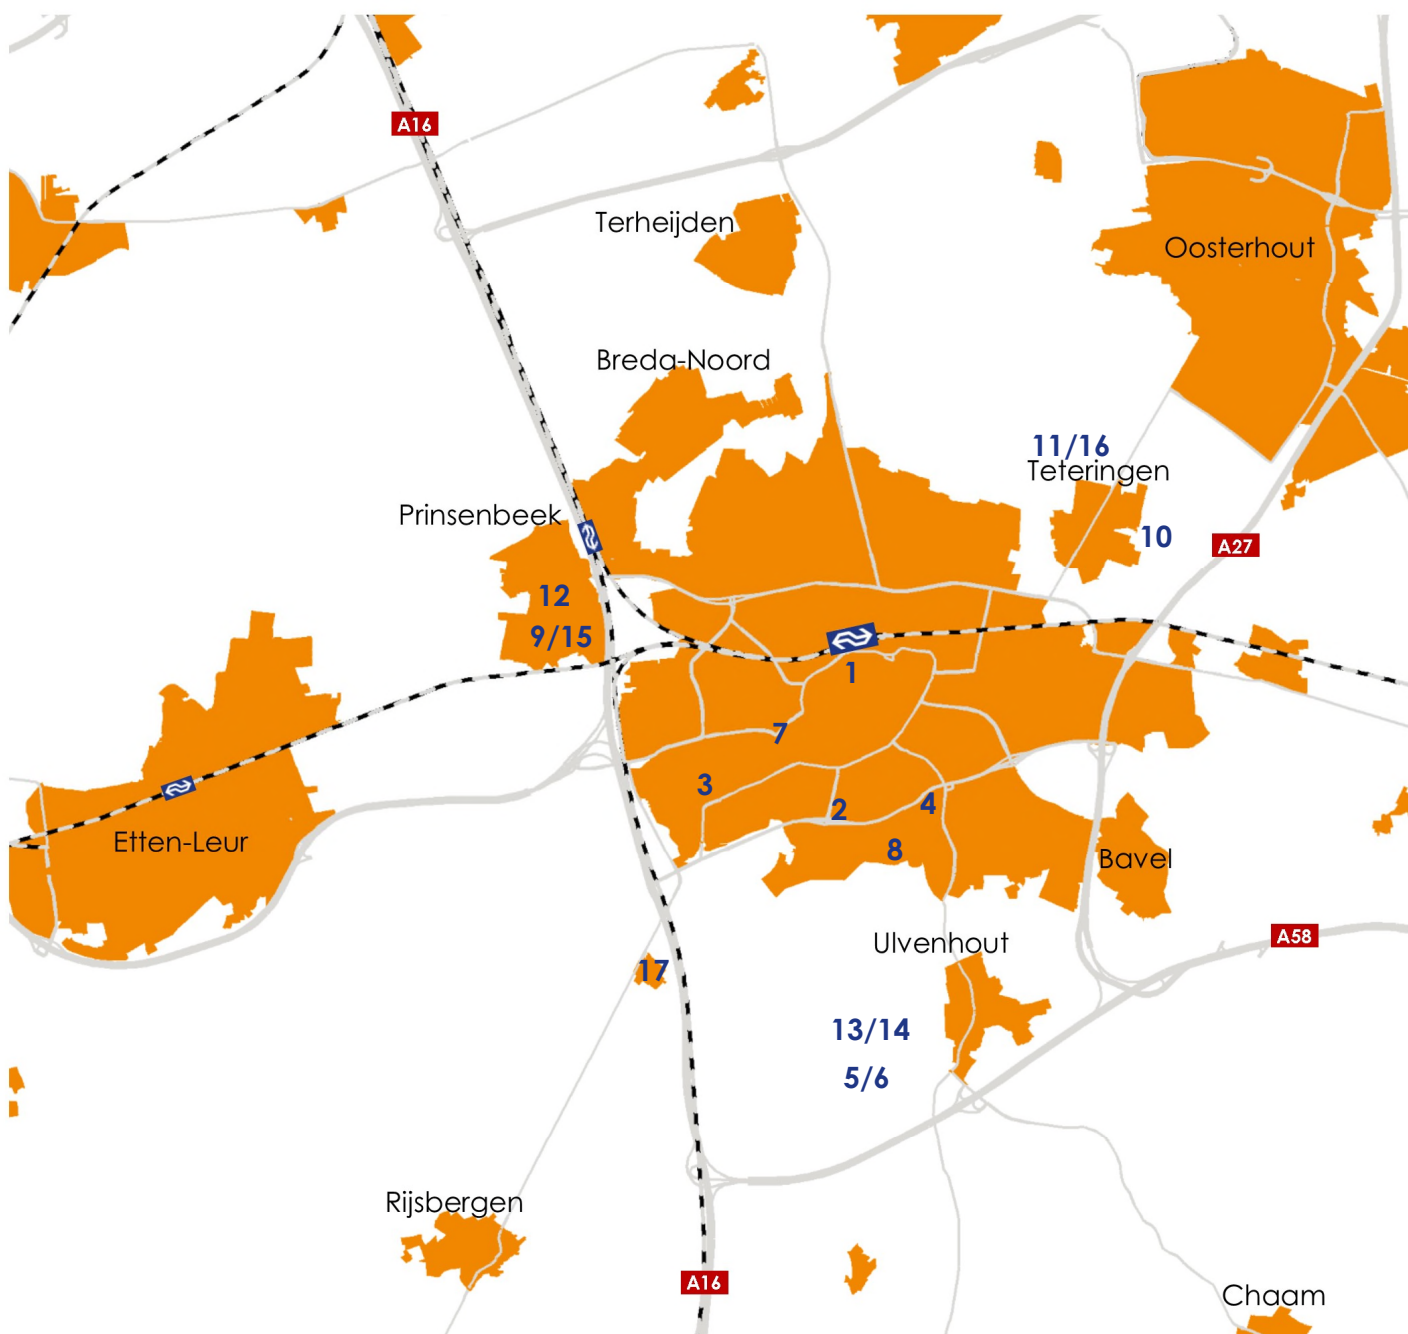 A16
Terheijden
Oosterhout
Breda-Noord
11/16
Teteringen
Prinsenbeek
10
A27
12
9/15
1
7
3
2
4
Etten-Leur
8
Bavel
A58
Ulvenhout
17
13/14
5/6
Rijsbergen
A16
Chaam